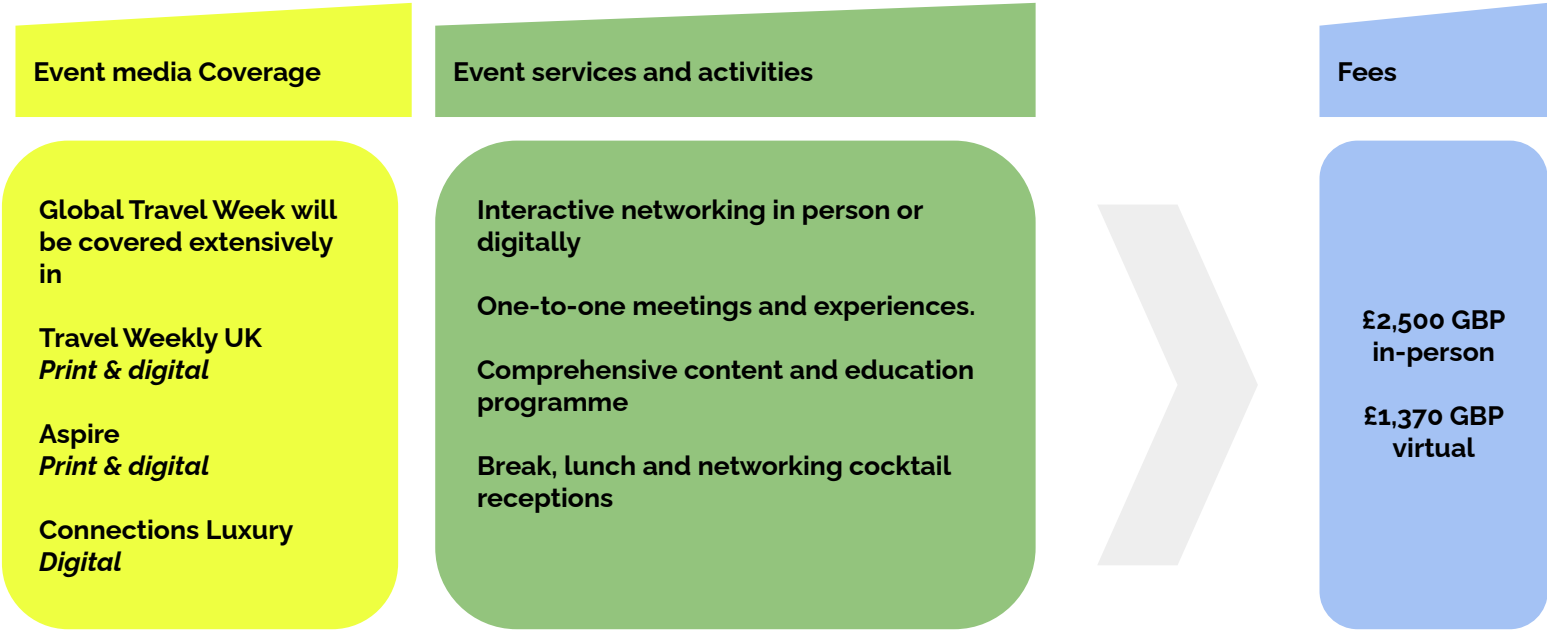 Event media Coverage
Event services and activities
Fees
Global Travel Week will
be covered extensively
in
Travel Weekly UK
Print & digital
Aspire
Print & digital
Connections Luxury
Digital
Interactive networking in person or
digitally
One-to-one meetings and experiences.
Comprehensive content and education
programme
Break, lunch and networking cocktail
receptions
£2,500 GBP
in-person
£1,370 GBP
virtual